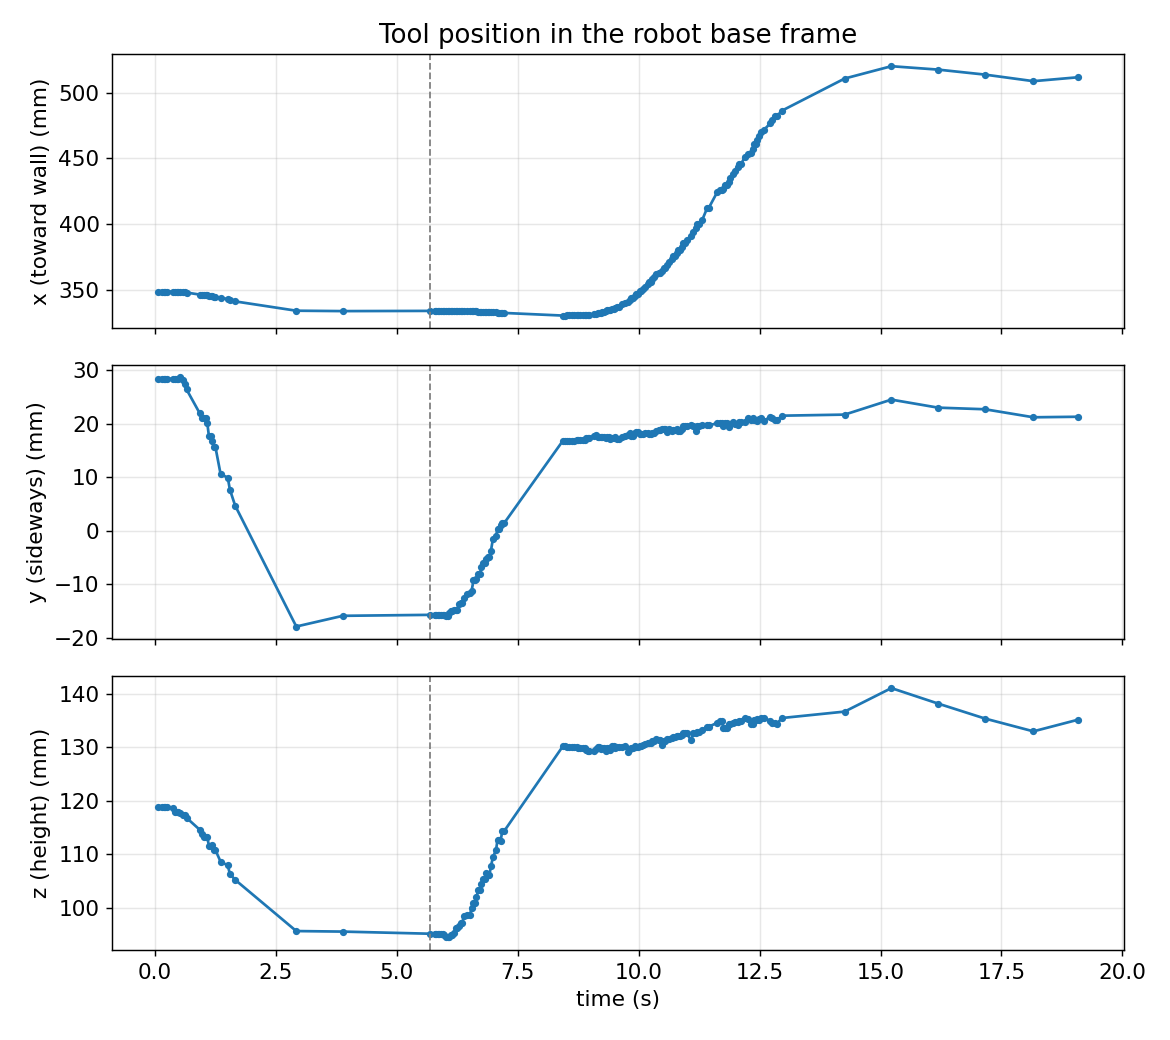 Tool position in the robot base frame
x (toward wall) (mm)
500
450
400
350
y (sideways) (mm)
30
20
10
0
−10
−20
z (height) (mm)
140
130
120
110
100
0.0 2.5 5.0 7.5 10.0 12.5 15.0 17.5 20.0
time (s)